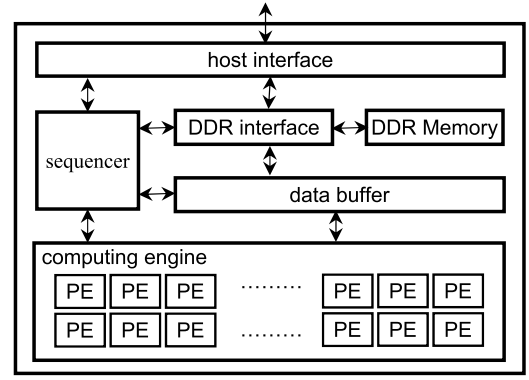 host interface
DDR interface
DDR Memory
sequencer
data buffer
computing engine
PE PE PE ......... PE PE PE
PE PE PE ......... PE PE PE